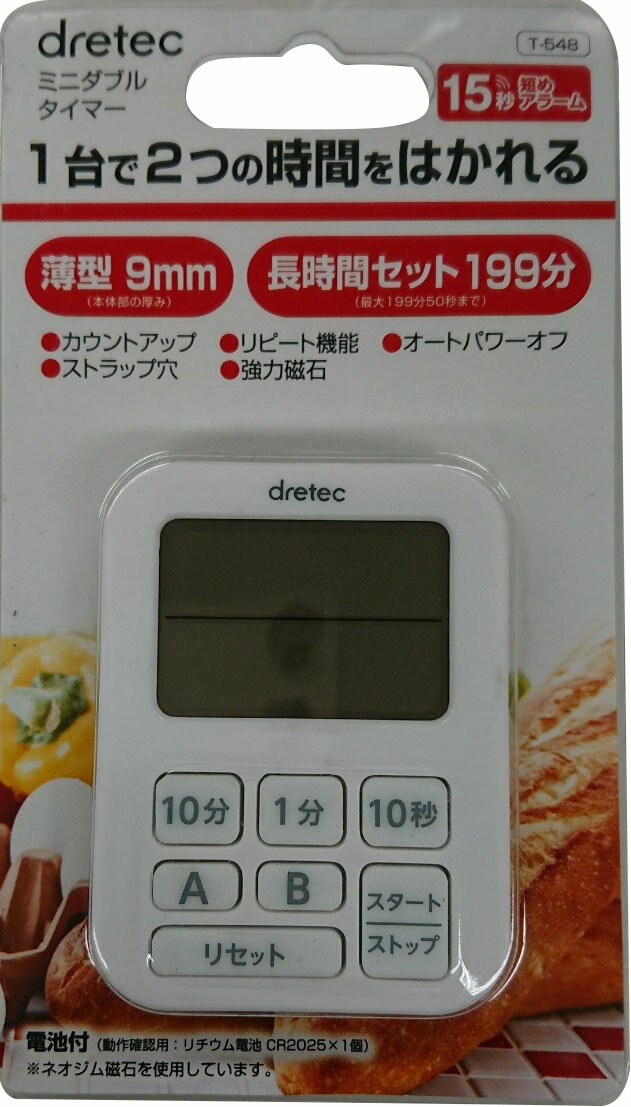 dretec
T-548
ミニダブル
タイマー
15秒 短めアラーム
1台で2つの時間をはかれる
薄型 9mm
(本体部の厚み)
長時間セット199分
(最大199分50秒まで)
●カウントアップ ●リピート機能 ●オートパワーオフ
●ストラップ穴 ●強力磁石
dretec
10分 1分 10秒
A B スタート
ストップ
リセット
電池付 (動作確認用：リチウム電池 CR2025×1個)
※ネオジム磁石を使用しています。